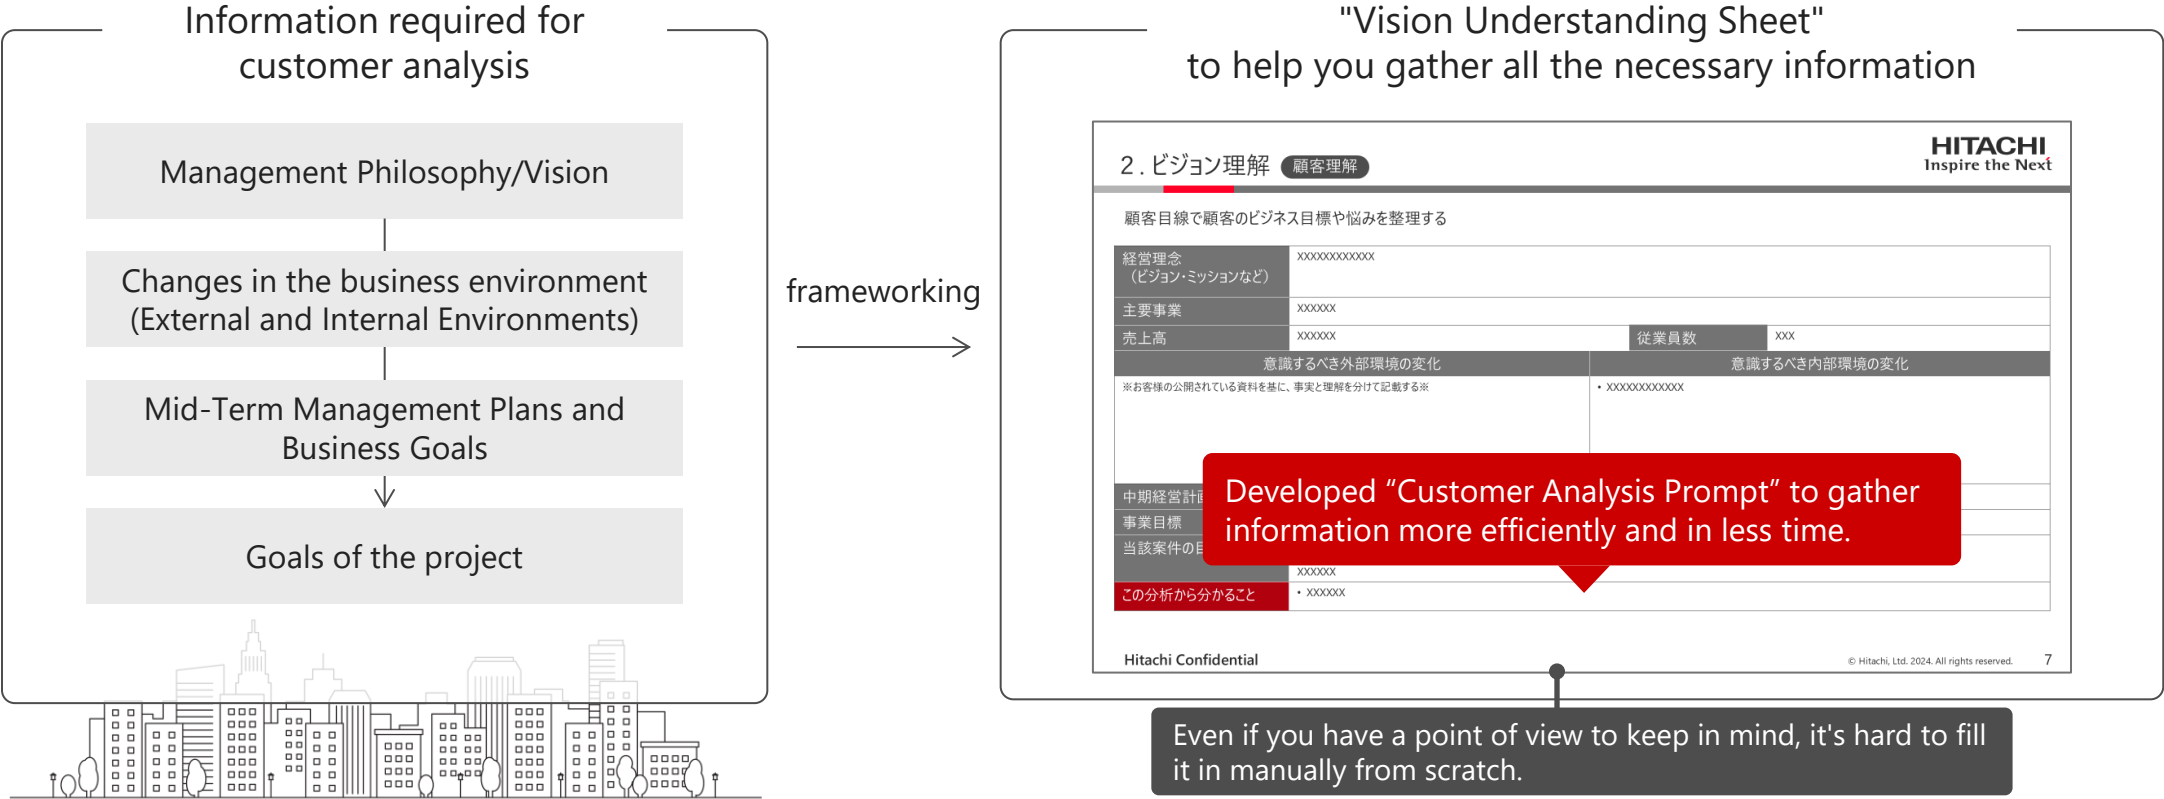 Information required for
customer analysis
Management Philosophy/Vision
Changes in the business environment
(External and Internal Environments)
Mid-Term Management Plans and
Business Goals
Goals of the project
frameworking
"Vision Understanding Sheet"
to help you gather all the necessary information
HITACHI
Inspire the Next
2 . ビジョン理解 顧客理解
顧客目線で顧客のビジネス目標や悩みを整理する
経営理念
（ビジョン・ミッションなど）
xxxxxxxxxxxx
主要事業 xxxxxx
売上高 xxxxxx 従業員数 xxx
意識するべき外部環境の変化 意識するべき内部環境の変化
※お客様の公開されている資料を基に、事実と理解を分けて記載する※ • xxxxxxxxxxxx
中期経営計
事業目標
当該案件の
xxxxxx
この分析から分かること • xxxxxx
Developed “Customer Analysis Prompt” to gather
information more efficiently and in less time.
Hitachi Confidential © Hitachi, Ltd. 2024. All rights reserved. 7
Even if you have a point of view to keep in mind, it's hard to fill
it in manually from scratch.